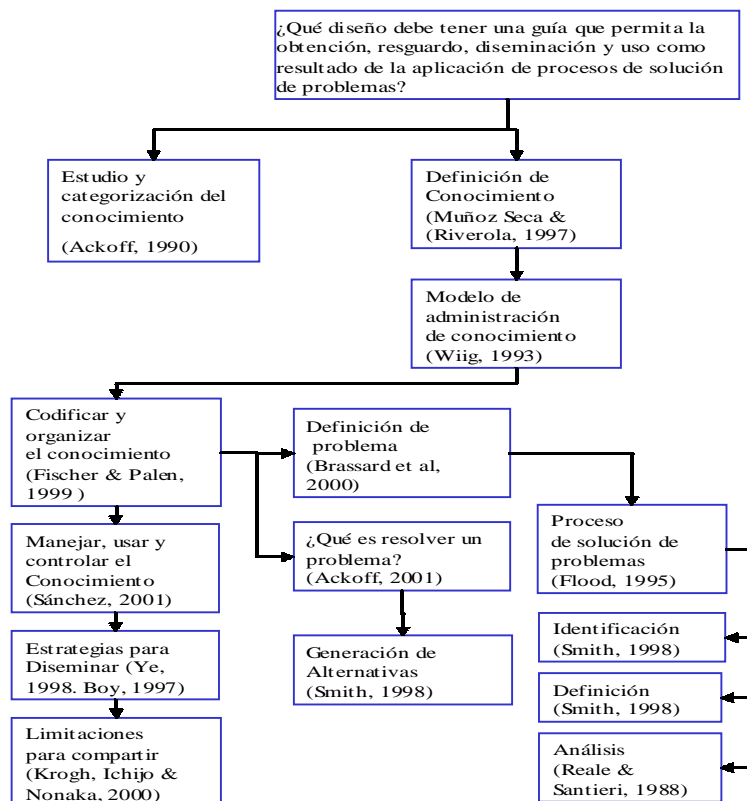 ¿Qué diseño debe tener una guía que permita la
obtención, resguardo, diseminación y uso como
resultado de la aplicación de procesos de solución
de problemas?
Estudio y
categorización del
conocimiento
(Ackoff, 1990)
Definición de
Conocimiento
(Muñoz Seca &
(Riverola, 1997)
Modelo de
administración
de conocimiento
(Wiig, 1993)
Codificar y
organizar
el conocimiento
(Fischer & Palen,
1999 )
Definición de
problema
(Brassard et al,
2000)
Manejar, usar y
controlar el
Conocimiento
(Sánchez, 2001)
¿Qué es resolver un
problema?
(Ackoff, 2001)
Proceso
de solución de
problemas
(Flood, 1995)
Estrategias para
Diseminar (Ye,
1998. Boy, 1997)
Generación de
Alternativas
(Smith, 1998)
Identificación
(Smith, 1998)
Definición
(Smith, 1998)
Limitaciones
para compartir
(Krogh, Ichijo &
Nonaka, 2000)
Análisis
(Reale &
Santieri, 1988)